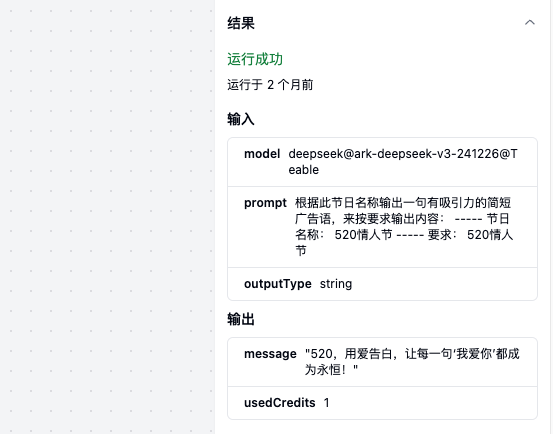 结果
运行成功
运行于 2 个月前
输入
model deepseek@ark-deepseek-v3-241226@T
eable
prompt 根据此节日名称输出一句有吸引力的简短
广告语，来按要求输出内容： ----- 节日
名称： 520情人节 ----- 要求： 520情人
节
outputType string
输出
message "520，用爱告白，让每一句‘我爱你’都成
为永恒！"
usedCredits 1